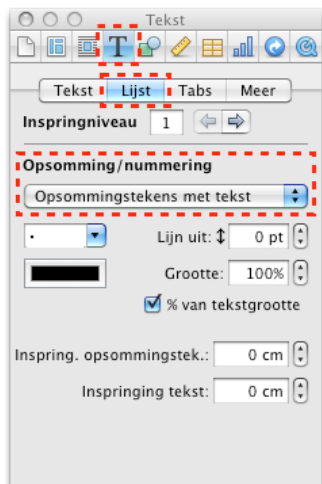 Tekst
T
Tekst Lijst Tabs Meer
Inspringniveau 1
Opsomming/nummering
Opsommingstekens met tekst
• Lijn uit: 0 pt
Grootte: 100%
% van tekstgrootte
Inspring. opsommingstek.: 0 cm
Inspringing tekst: 0 cm